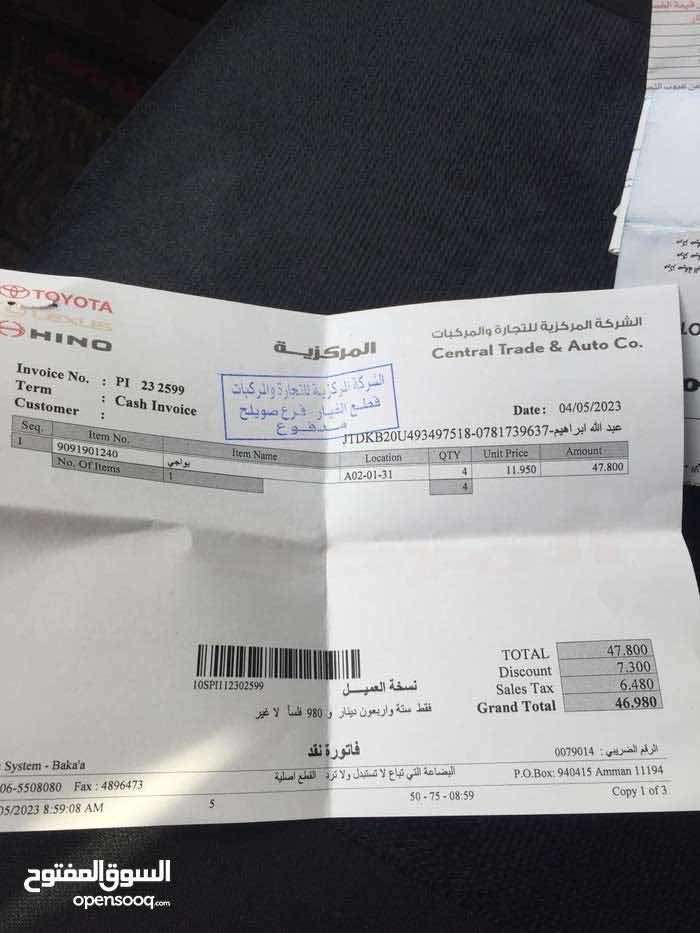 TOYOTA
LEXUS
HINO
المركزية
الشركة المركزية للتجارة والمركبات
Central Trade & Auto Co.
Invoice No. : PI 23 2599
Term : Cash Invoice
Customer :
الشركة المركزية للتجارة والمركبات
قطع الغيار فرع صويلح
مدفوع
Date: 04/05/2023
عبد الله ابراهيم-JTDKB20U493497518-0781739637
Seq. Item No. Item Name Location QTY Unit Price Amount
1 9091901240 بواجي A02-01-31 4 11.950 47.800
No. Of Items 1 4
TOTAL 47.800
Discount 7.300
Sales Tax 6.480
Grand Total 46.980
10SPI112302599
نسخة العميل
فقط ستة واربعون دينار و 980 فلساً لا غير
فاتورة نقد
الرقم الضريبي : 0079014
System - Baka'a
البضاعة التي تباع لا تستبدل ولا ترد القطع اصلية
P.O.Box: 940415 Amman 11194
06-5508080 Fax : 4896473
05/2023 8:59:08 AM
5
50 - 75 - 08:59
Copy 1 of 3
السوق المفتوح
opensooq.com